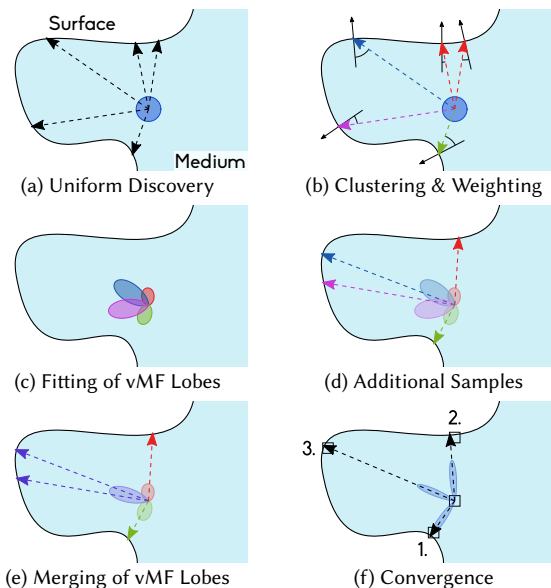 Surface
Medium
(a) Uniform Discovery
(b) Clustering & Weighting
(c) Fitting of vMF Lobes
(d) Additional Samples
(e) Merging of vMF Lobes
2.
3.
1.
(f) Convergence